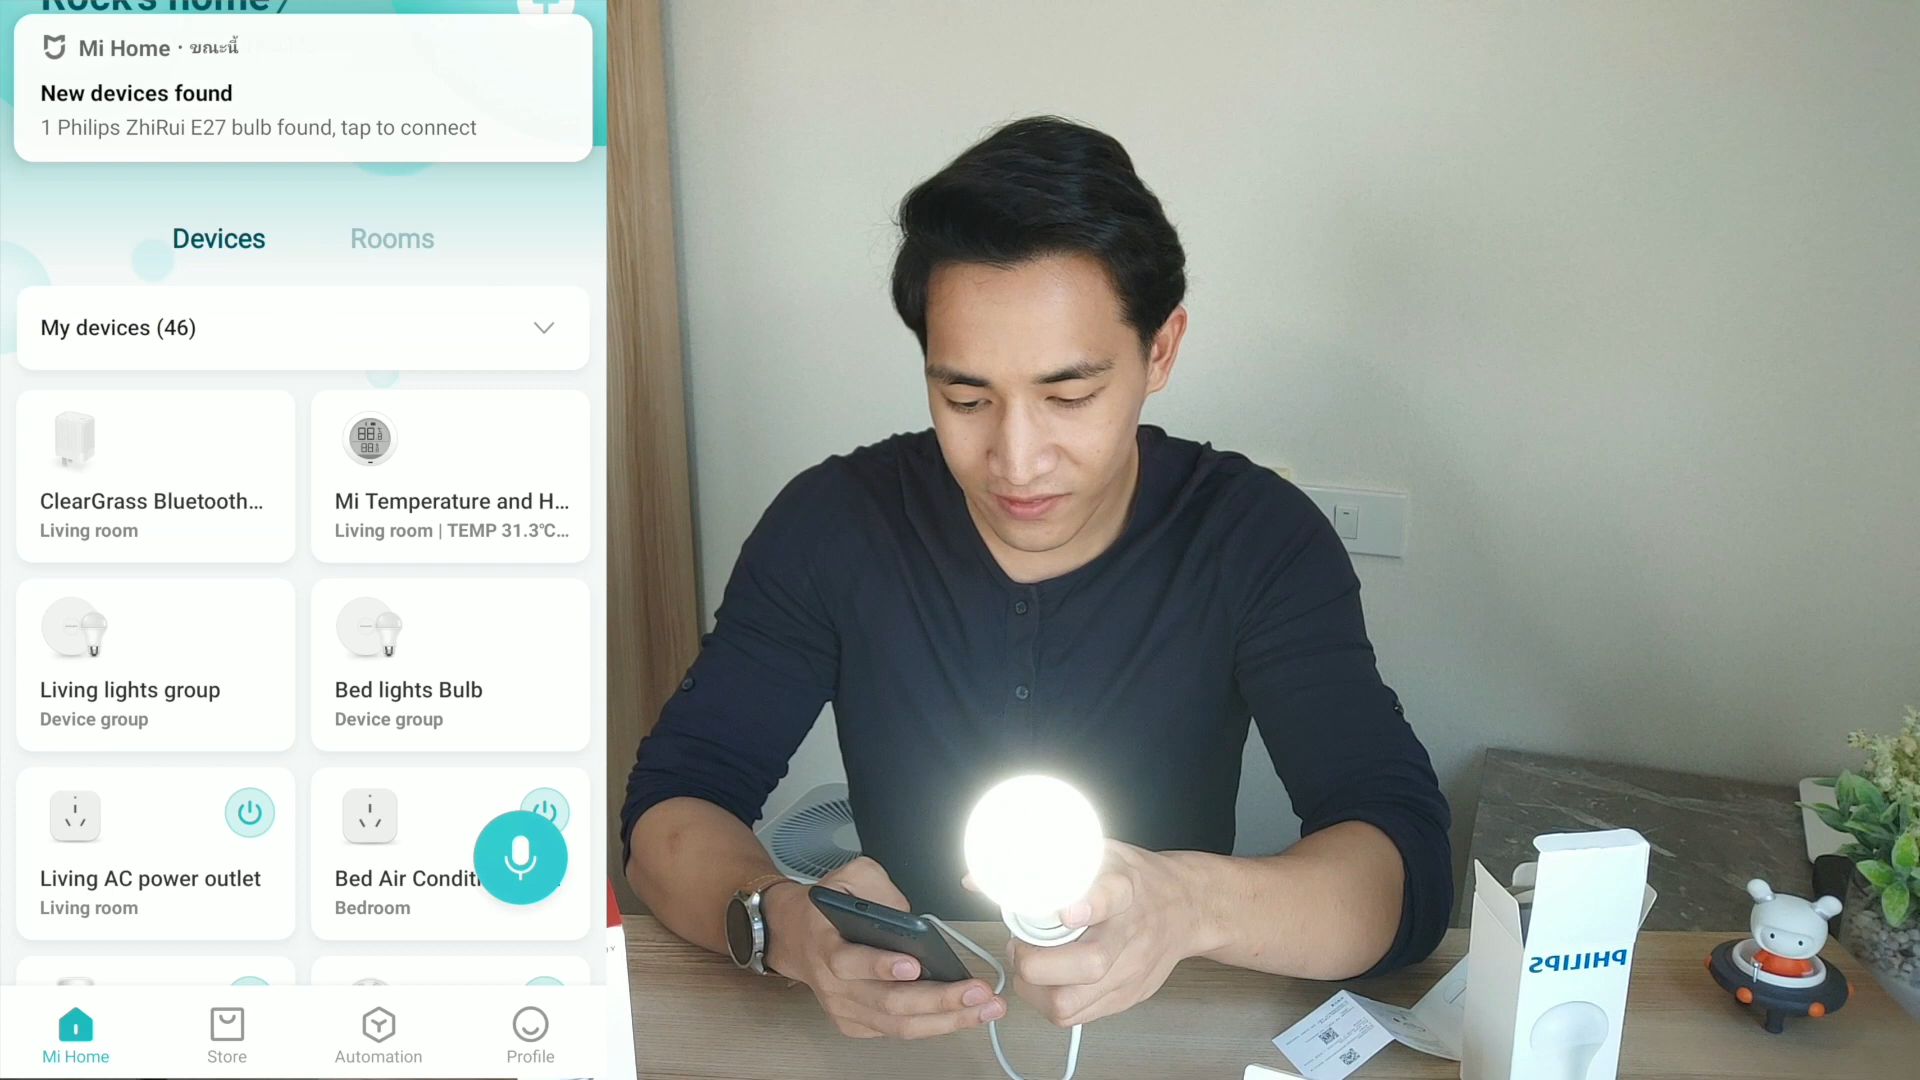 Rock's home
Mi Home · ขณะนี้
New devices found
1 Philips ZhiRui E27 bulb found, tap to connect
Devices
Rooms
My devices (46)
ClearGrass Bluetooth...
Living room
Mi Temperature and H...
Living room | TEMP 31.3℃...
Living lights group
Device group
Bed lights Bulb
Device group
Living AC power outlet
Living room
Bed Air Condit
Bedroom
Mi Home
Store
Automation
Profile
PHILIPS